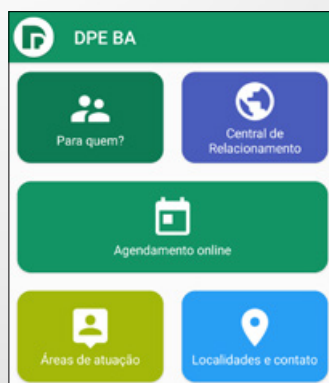 DPE BA
Para quem?
Central de
Relacionamento
Agendamento online
Áreas de atuação
Localidades e contato